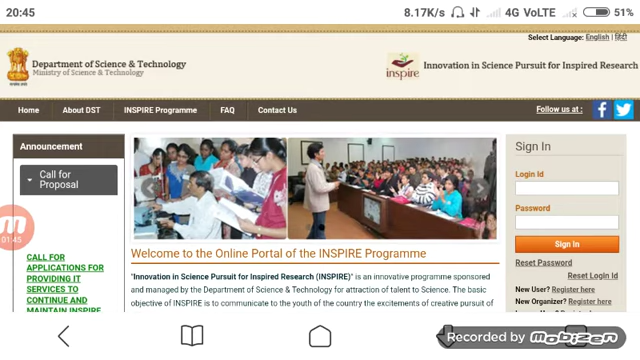 20:45
8.17K/s 4G VoLTE 51%
Select Language: English | हिंदी
Department of Science & Technology
Ministry of Science & Technology
inspire
Innovation in Science Pursuit for Inspired Research
Home About DST INSPIRE Programme FAQ Contact Us
Follow us at :
Announcement
Call for
Proposal
01:45
CALL FOR
APPLICATIONS FOR
PROVIDING IT
SERVICES TO
CONTINUE AND
MAINTAIN INSPIRE
Welcome to the Online Portal of the INSPIRE Programme
"Innovation in Science Pursuit for Inspired Research (INSPIRE)" is an innovative programme sponsored
and managed by the Department of Science & Technology for attraction of talent to Science. The basic
objective of INSPIRE is to communicate to the youth of the country the excitements of creative pursuit of
Sign In
Login Id
Password
Sign In
Reset Password
Reset Login Id
New User? Register here
New Organizer? Register here
Recorded by Mobizen